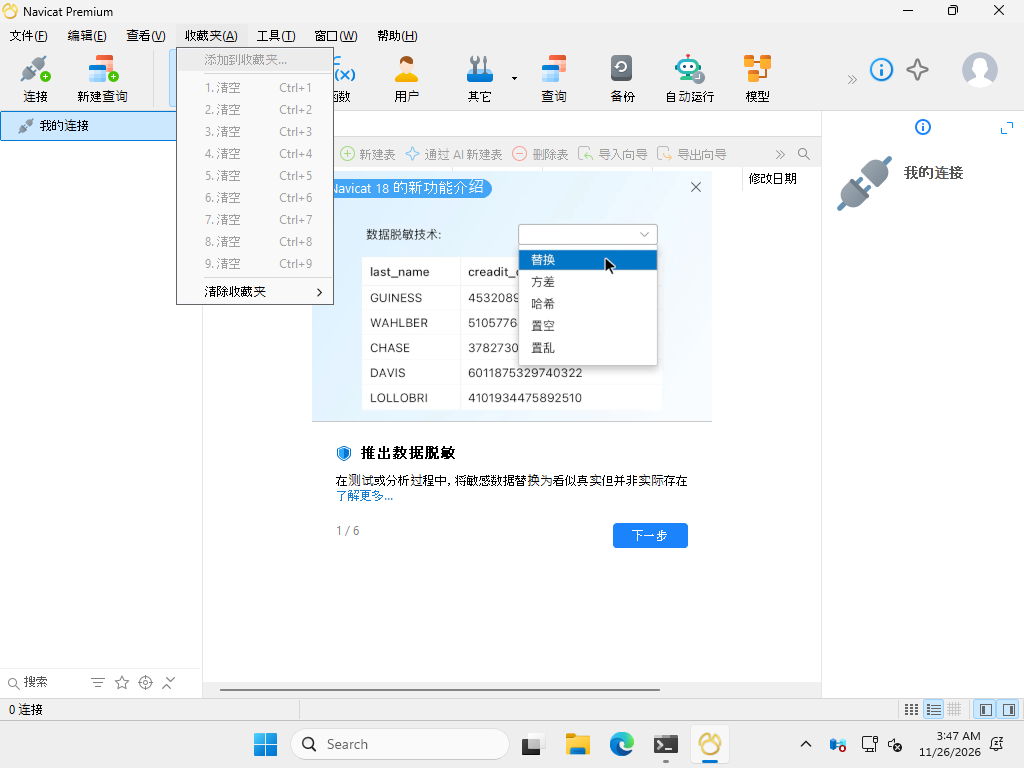 Navicat Premium
文件(F) 编辑(E) 查看(V) 收藏夹(A) 工具(T) 窗口(W) 帮助(H)
连接 新建查询 函数 用户 其它 查询 备份 自动运行 模型
添加到收藏夹...
1. 清空 Ctrl+1
2. 清空 Ctrl+2
3. 清空 Ctrl+3
4. 清空 Ctrl+4
5. 清空 Ctrl+5
6. 清空 Ctrl+6
7. 清空 Ctrl+7
8. 清空 Ctrl+8
9. 清空 Ctrl+9
清除收藏夹
我的连接
新建表 通过 AI 新建表 删除表 导入向导 导出向导
修改日期
Navicat 18 的新功能介绍
数据脱敏技术:
替换
方差
哈希
置空
置乱
last_name creadit_
GUINESS 4532089
WAHLBER 5105776
CHASE 3782730
DAVIS 6011875329740322
LOLLOBRI 4101934475892510
推出数据脱敏
在测试或分析过程中, 将敏感数据替换为看似真实但并非实际存在
了解更多...
1 / 6
下一步
我的连接
搜索
0 连接
Search
3:47 AM
11/26/2026